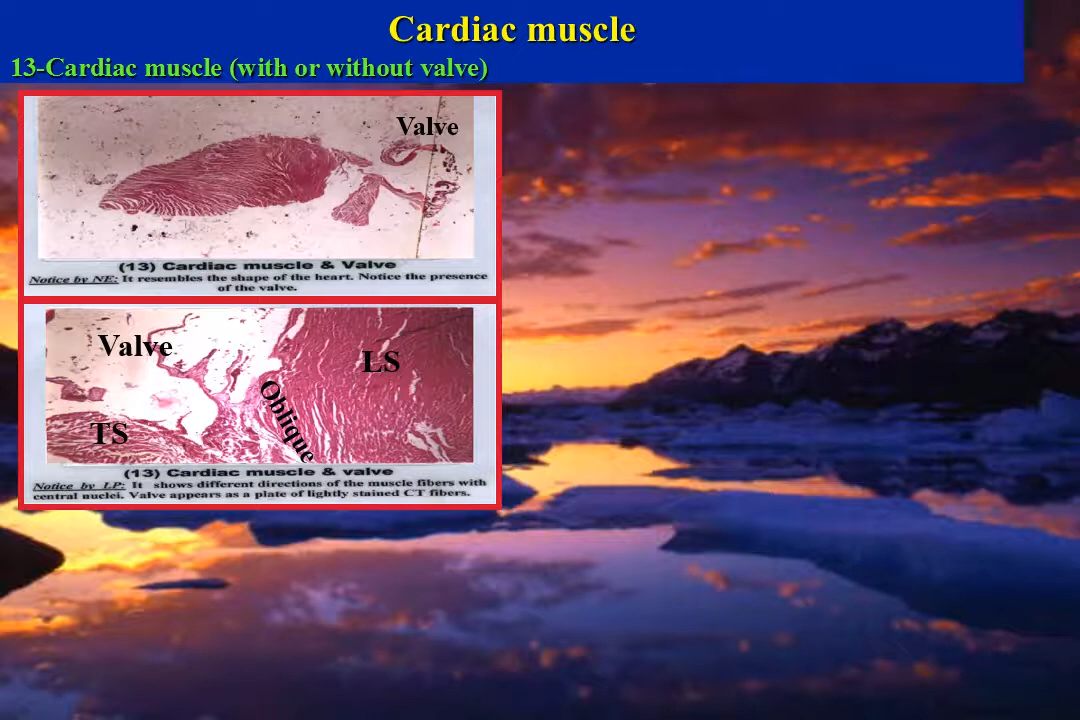 Cardiac muscle
13-Cardiac muscle (with or without valve)
Valve
(13) Cardiac muscle & Valve
Notice by NE: It resembles the shape of the heart. Notice the presence
of the valve.
Valve
LS
Oblique
TS
(13) Cardiac muscle & valve
Notice by LP: It shows different directions of the muscle fibers with
central nuclei. Valve appears as a plate of lightly stained CT fibers.